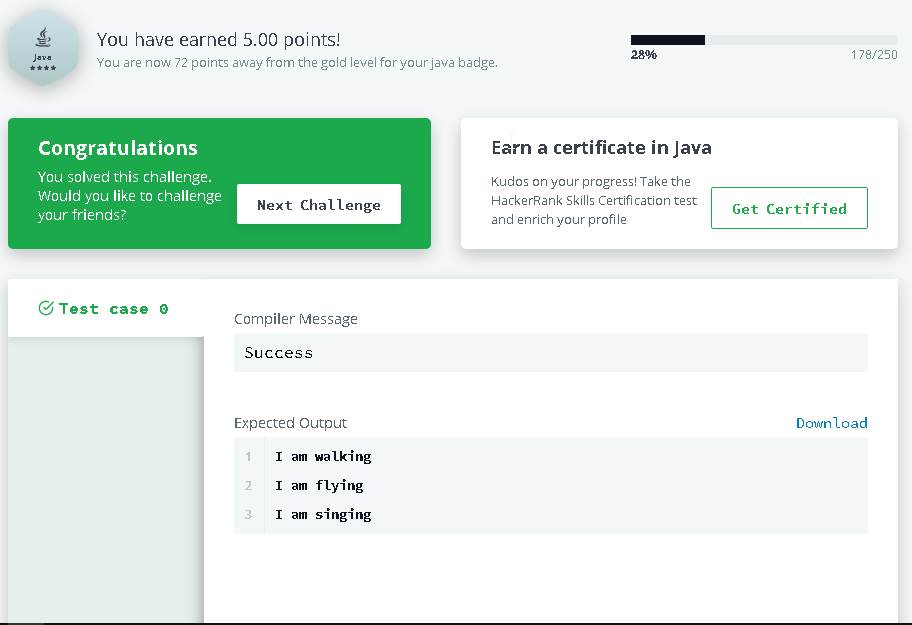 Java
You have earned 5.00 points!
You are now 72 points away from the gold level for your java badge.
28%
178/250
Congratulations
You solved this challenge.
Would you like to challenge
your friends?
Next Challenge
Earn a certificate in Java
Kudos on your progress! Take the
HackerRank Skills Certification test
and enrich your profile
Get Certified
Test case 0
Compiler Message
Success
Expected Output
Download
1 I am walking
2 I am flying
3 I am singing